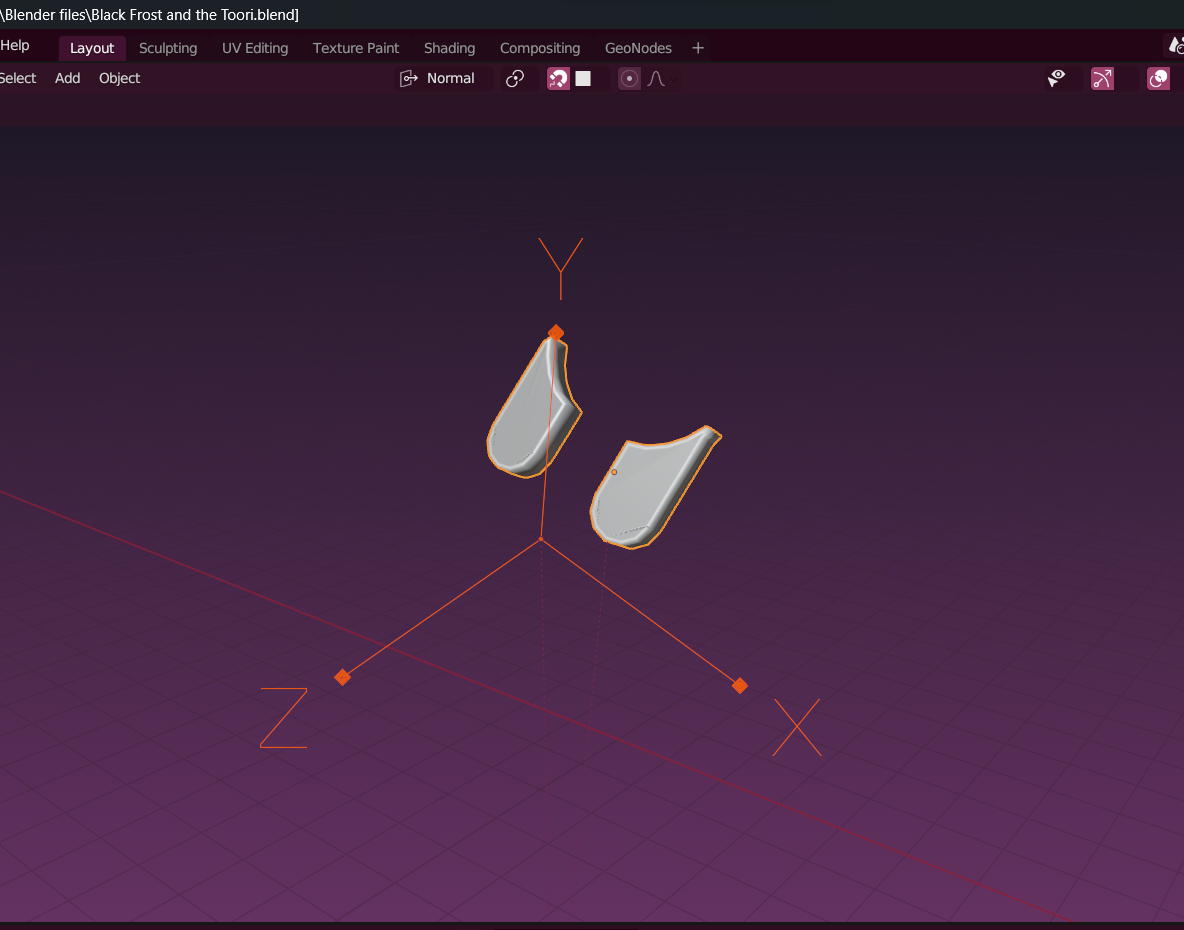 \Blender files\Black Frost and the Toori.blend]
Help Layout Sculpting UV Editing Texture Paint Shading Compositing GeoNodes +
Select Add Object Normal
Y
Z X